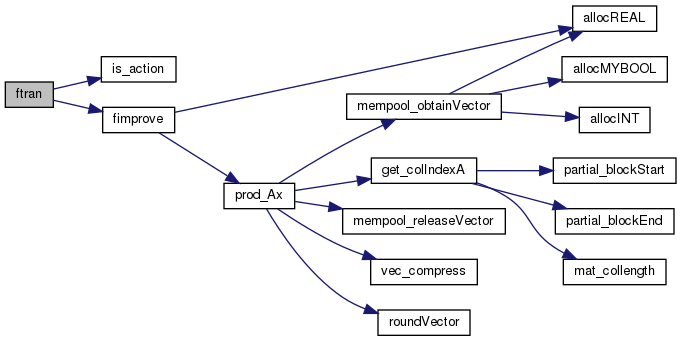 allocREAL
is_action
allocMYBOOL
ftran
mempool_obtainVector
fimprove
allocINT
get_colIndexA
partial_blockStart
prod_Ax
mempool_releaseVector
partial_blockEnd
vec_compress
mat_collength
roundVector